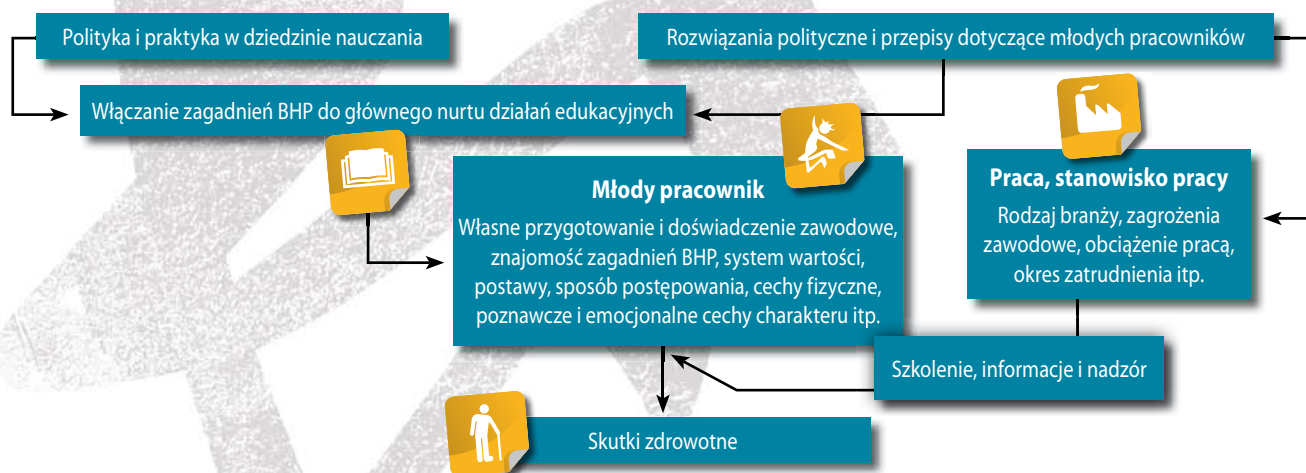 Polityka i praktyka w dziedzinie nauczania
Rozwiązania polityczne i przepisy dotyczące młodych pracowników
Włączanie zagadnień BHP do głównego nurtu działań edukacyjnych
Młody pracownik
Własne przygotowanie i doświadczenie zawodowe,
znajomość zagadnień BHP, system wartości,
postawy, sposób postępowania, cechy fizyczne,
poznawcze i emocjonalne cechy charakteru itp.
Praca, stanowisko pracy
Rodzaj branży, zagrożenia
zawodowe, obciążenie pracą,
okres zatrudnienia itp.
Szkolenie, informacje i nadzór
Skutki zdrowotne